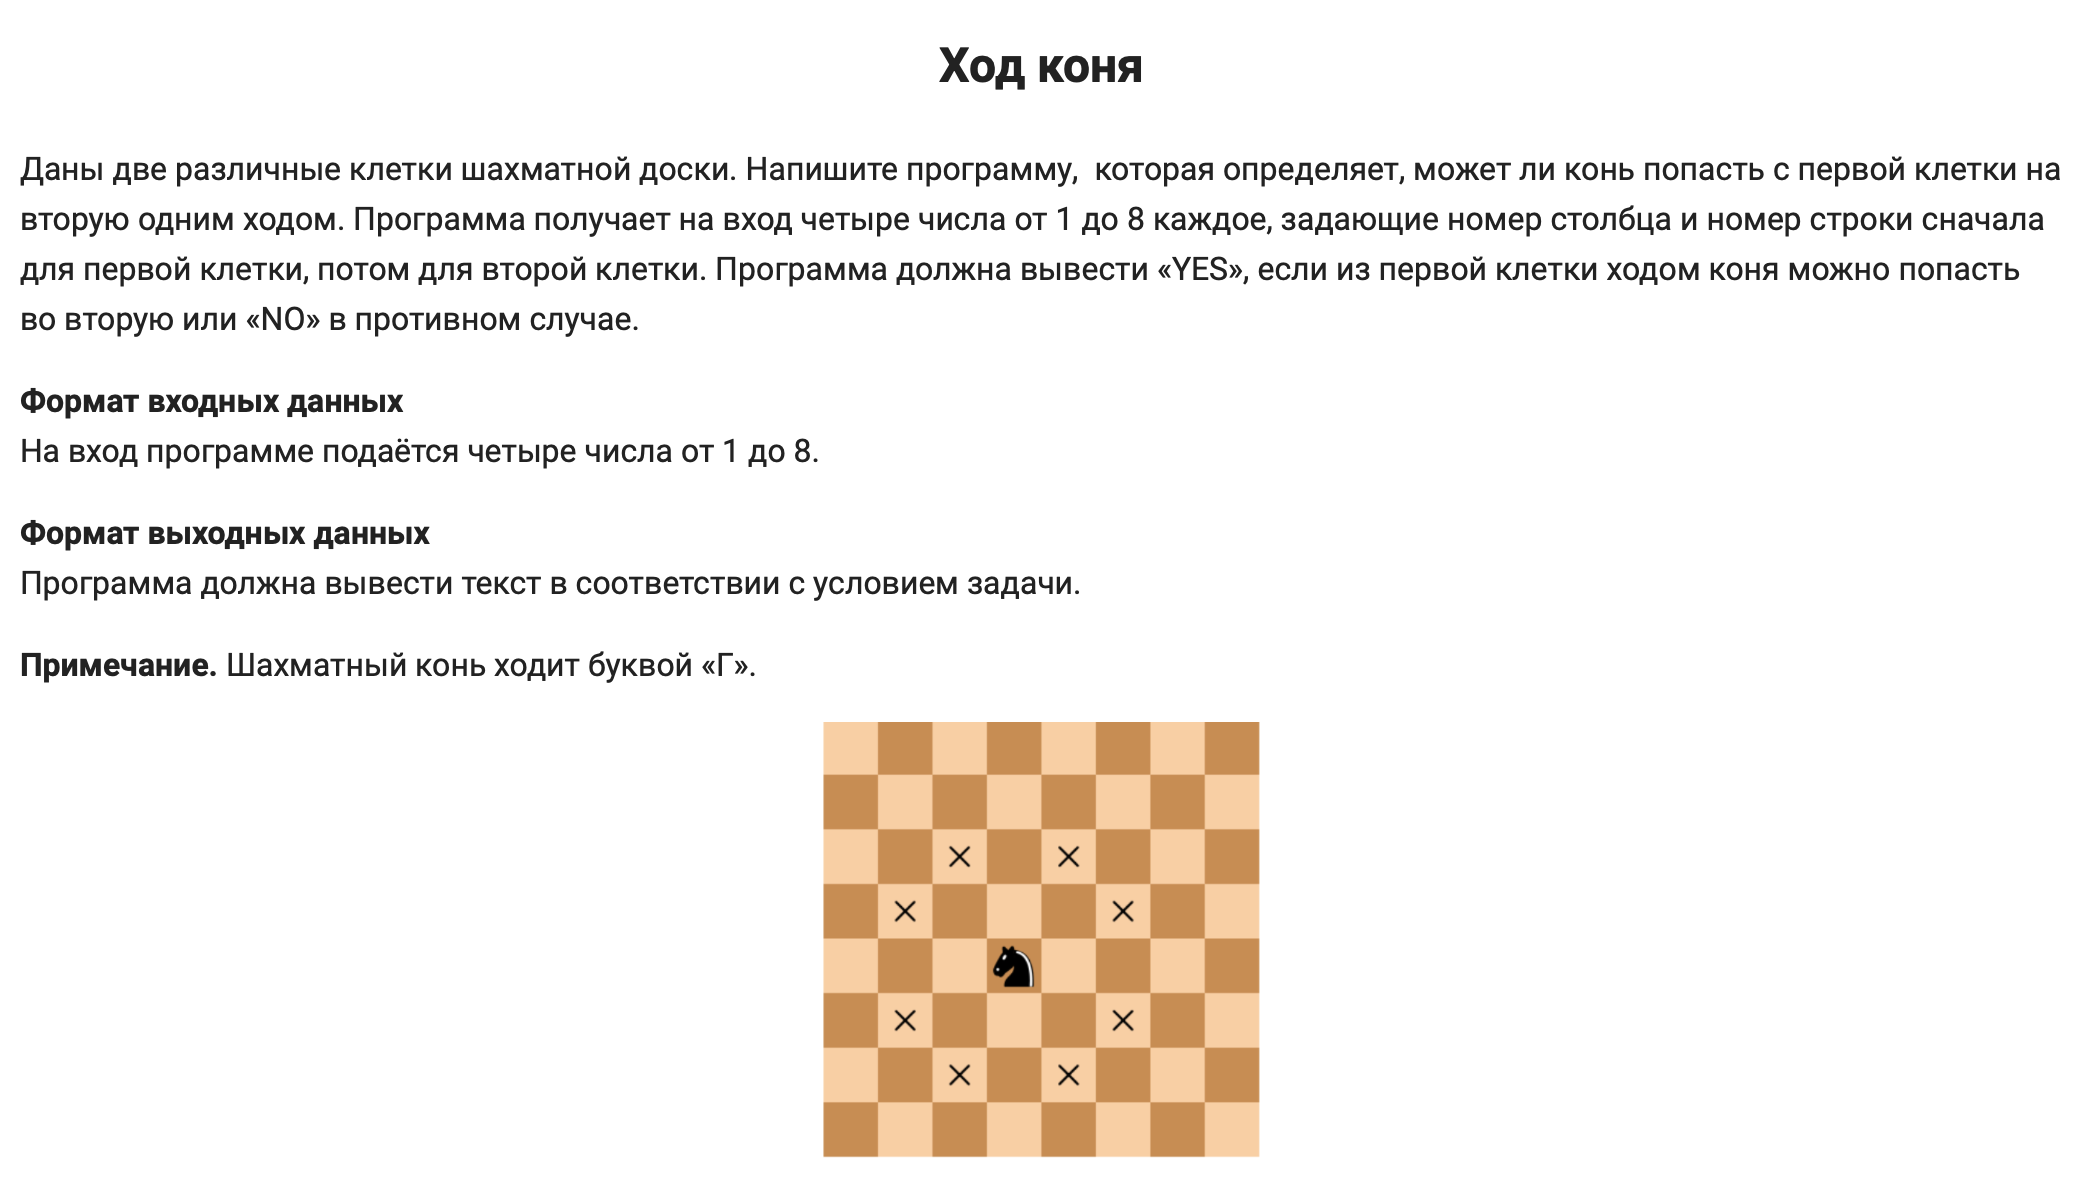 Ход коня
Даны две различные клетки шахматной доски. Напишите программу,  которая определяет, может ли конь попасть с первой клетки на
вторую одним ходом. Программа получает на вход четыре числа от 1 до 8 каждое, задающие номер столбца и номер строки сначала
для первой клетки, потом для второй клетки. Программа должна вывести «YES», если из первой клетки ходом коня можно попасть
во вторую или «NO» в противном случае.
Формат входных данных
На вход программе подаётся четыре числа от 1 до 8.
Формат выходных данных
Программа должна вывести текст в соответствии с условием задачи.
Примечание. Шахматный конь ходит буквой «Г».